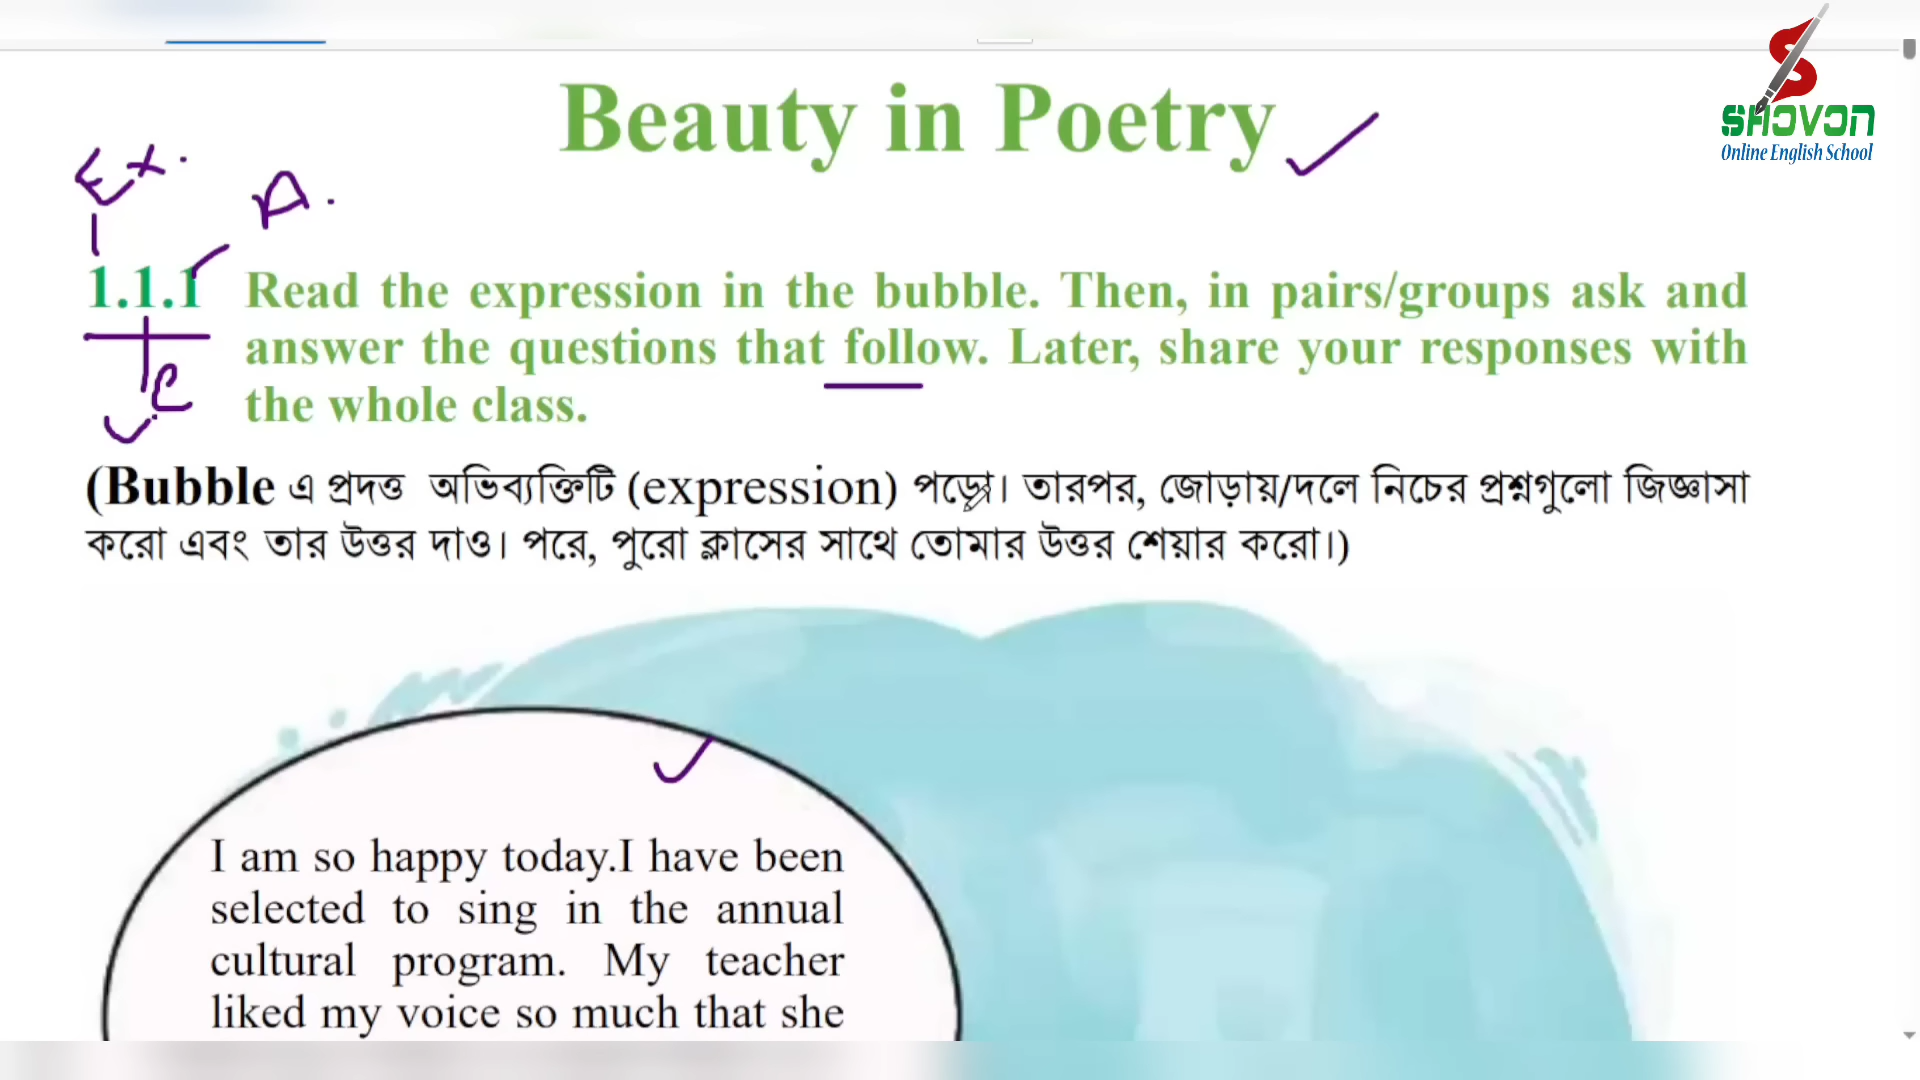 SHOVON
Online English School
Beauty in Poetry
Ex.
A.
1.1.1 Read the expression in the bubble. Then, in pairs/groups ask and
answer the questions that follow. Later, share your responses with
the whole class.
(Bubble এ প্রদত্ত অভিব্যক্তিটি (expression) পড়ো। তারপর, জোড়ায়/দলে নিচের প্রশ্নগুলো জিজ্ঞাসা
করো এবং তার উত্তর দাও। পরে, পুরো ক্লাসের সাথে তোমার উত্তর শেয়ার করো।)
I am so happy today.I have been
selected to sing in the annual
cultural program. My teacher
liked my voice so much that she